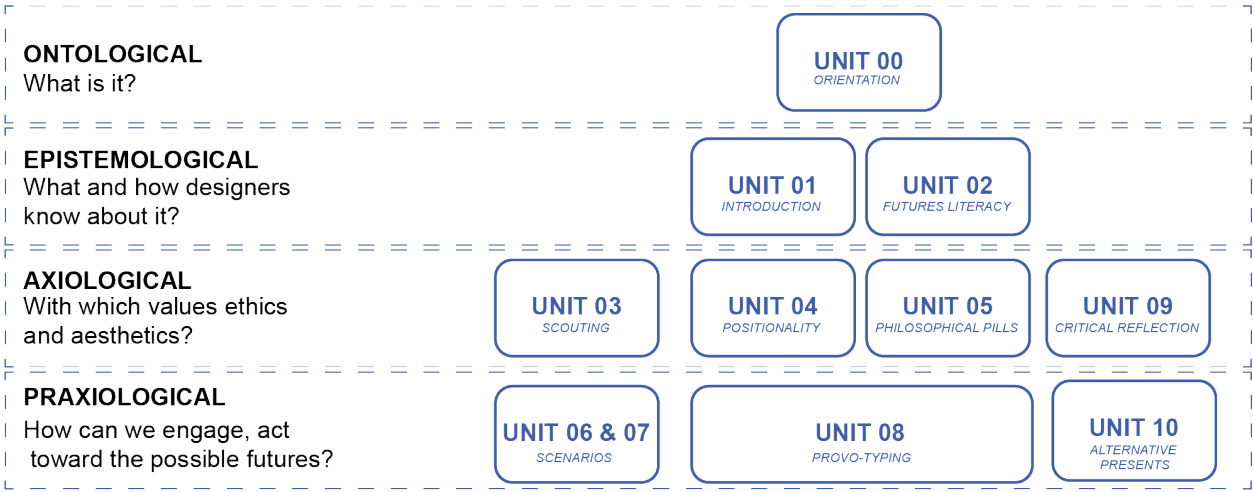 ONTOLOGICAL
What is it?
UNIT 00
ORIENTATION
EPISTEMOLOGICAL
What and how designers
know about it?
UNIT 01
INTRODUCTION
UNIT 02
FUTURES LITERACY
AXIOLOGICAL
With which values ethics
and aesthetics?
UNIT 03
SCOUTING
UNIT 04
POSITIONALITY
UNIT 05
PHILOSOPHICAL PILLS
UNIT 09
CRITICAL REFLECTION
PRAXIOLOGICAL
How can we engage, act
toward the possible futures?
UNIT 06 & 07
SCENARIOS
UNIT 08
PROVO-TYPING
UNIT 10
ALTERNATIVE
PRESENTS